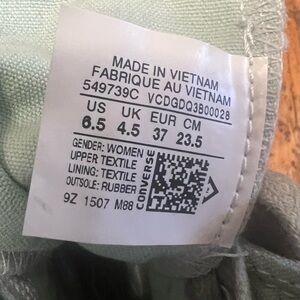 MADE IN VIETNAM
FABRIQUE AU VIETNAM
549739C VCDGDQ3B00028
US UK EUR CM
6.5 4.5 37 23.5
GENDER: WOMEN
UPPER TEXTILE
LINING: TEXTILE
OUTSOLE: RUBBER
9Z 1507 M88
CONVERSE